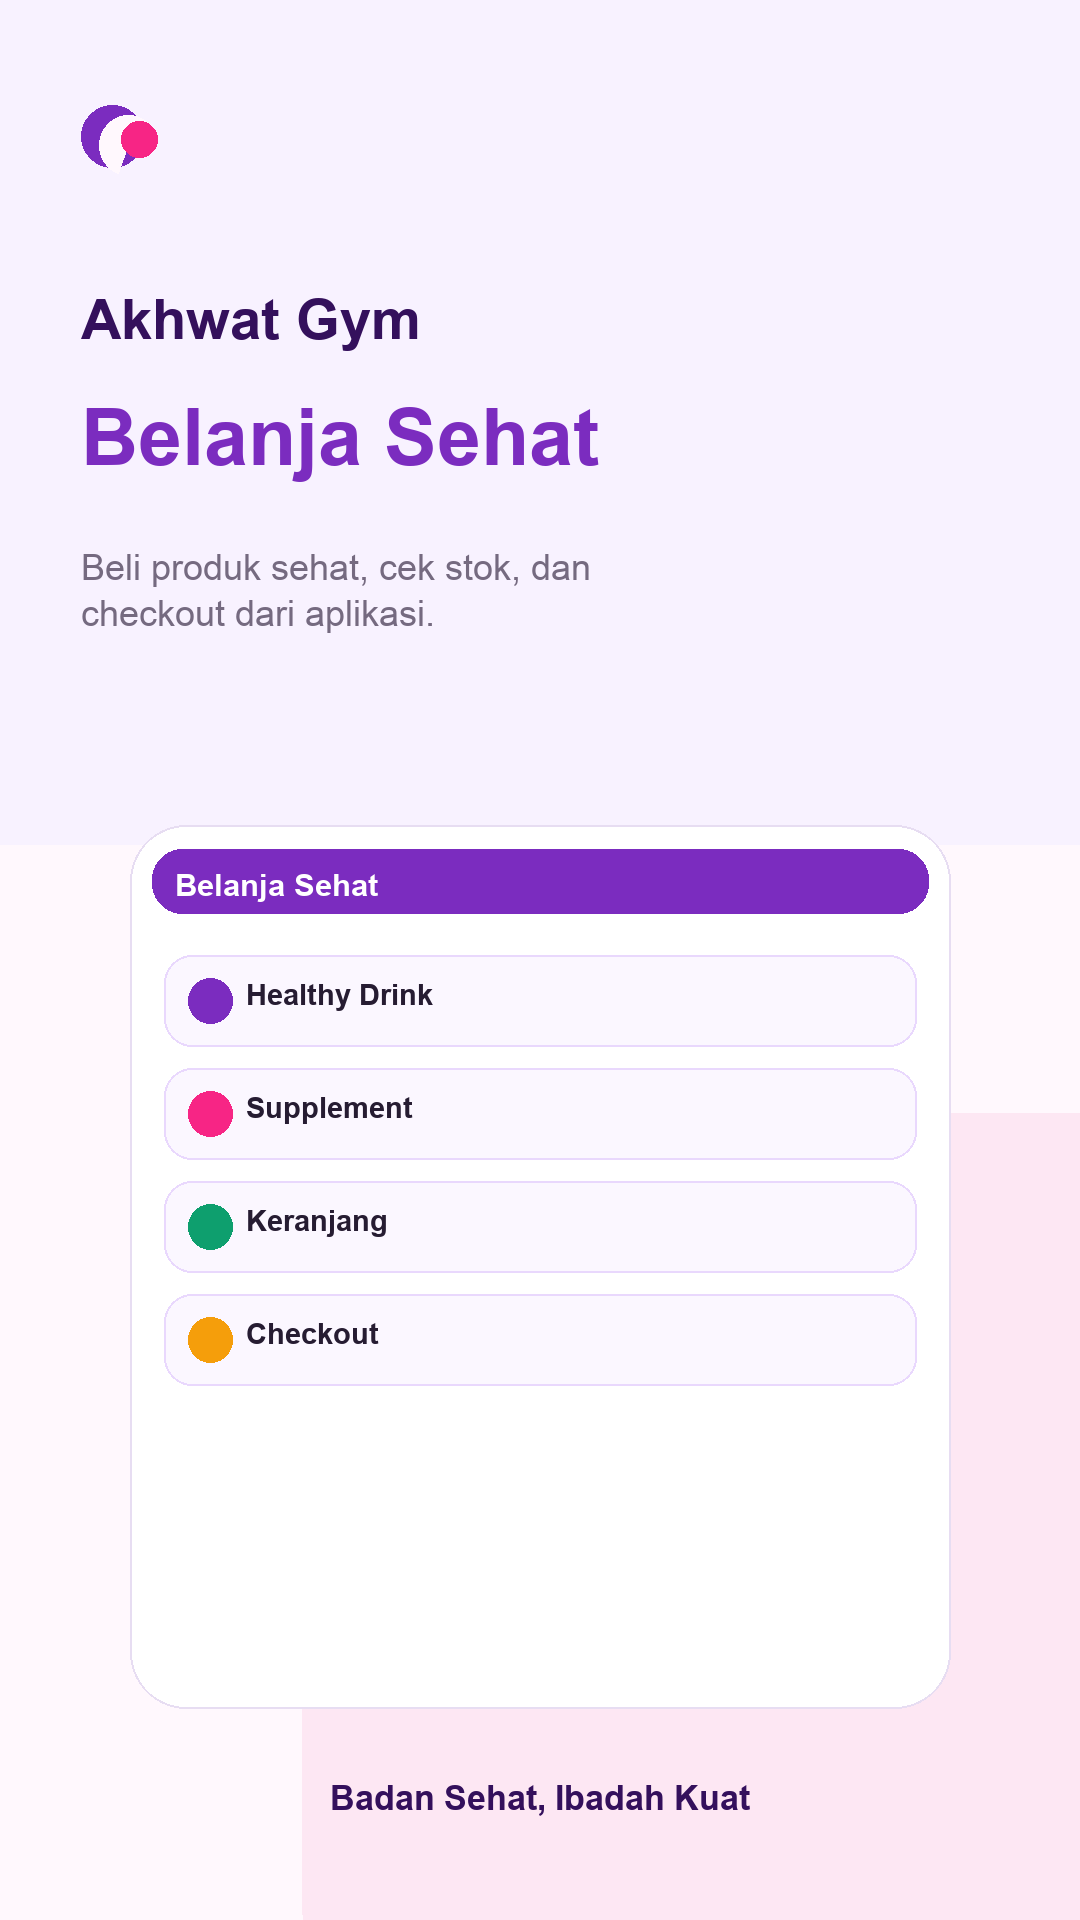 Akhwat Gym
Belanja Sehat
Beli produk sehat, cek stok, dan
checkout dari aplikasi.
Belanja Sehat
Healthy Drink
Supplement
Keranjang
Checkout
Badan Sehat, Ibadah Kuat